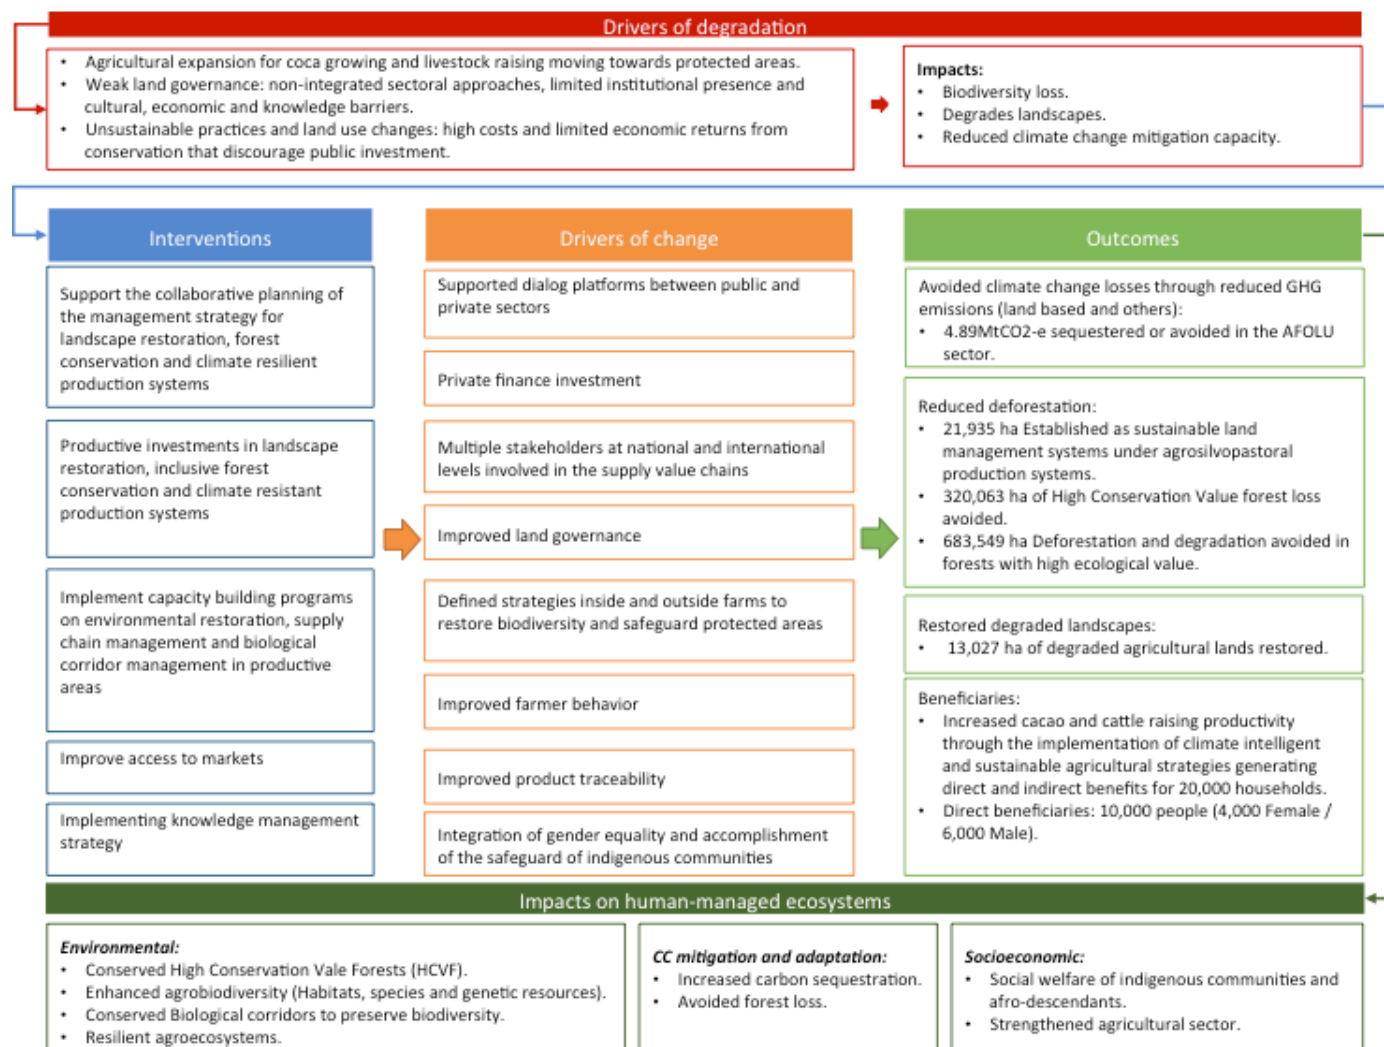 Drivers of degradation
• Agricultural expansion for coca growing and livestock raising moving towards protected areas.
• Weak land governance: non-integrated sectoral approaches, limited institutional presence and
cultural, economic and knowledge barriers.
• Unsustainable practices and land use changes: high costs and limited economic returns from
conservation that discourage public investment.
Impacts:
• Biodiversity loss.
• Degrades landscapes.
• Reduced climate change mitigation capacity.
Interventions
Support the collaborative planning of
the management strategy for
landscape restoration, forest
conservation and climate resilient
production systems
Productive investments in landscape
restoration, inclusive forest
conservation and climate resistant
production systems
Implement capacity building programs
on environmental restoration, supply
chain management and biological
corridor management in productive
areas
Improve access to markets
Implementing knowledge management
strategy
Drivers of change
Supported dialog platforms between public and
private sectors
Private finance investment
Multiple stakeholders at national and international
levels involved in the supply value chains
Improved land governance
Defined strategies inside and outside farms to
restore biodiversity and safeguard protected areas
Improved farmer behavior
Improved product traceability
Integration of gender equality and accomplishment
of the safeguard of indigenous communities
Outcomes
Avoided climate change losses through reduced GHG
emissions (land based and others):
• 4.89MtCO2-e sequestered or avoided in the AFOLU
sector.
Reduced deforestation:
• 21,935 ha Established as sustainable land
management systems under agrosilvopastoral
production systems.
• 320,063 ha of High Conservation Value forest loss
avoided.
• 683,549 ha Deforestation and degradation avoided in
forests with high ecological value.
Restored degraded landscapes:
• 13,027 ha of degraded agricultural lands restored.
Beneficiaries:
• Increased cacao and cattle raising productivity
through the implementation of climate intelligent
and sustainable agricultural strategies generating
direct and indirect benefits for 20,000 households.
• Direct beneficiaries: 10,000 people (4,000 Female /
6,000 Male).
Impacts on human-managed ecosystems
Environmental:
• Conserved High Conservation Vale Forests (HCVF).
• Enhanced agrobiodiversity (Habitats, species and genetic resources).
• Conserved Biological corridors to preserve biodiversity.
• Resilient agroecosystems.
CC mitigation and adaptation:
• Increased carbon sequestration.
• Avoided forest loss.
Socioeconomic:
• Social welfare of indigenous communities and
afro-descendants.
• Strengthened agricultural sector.